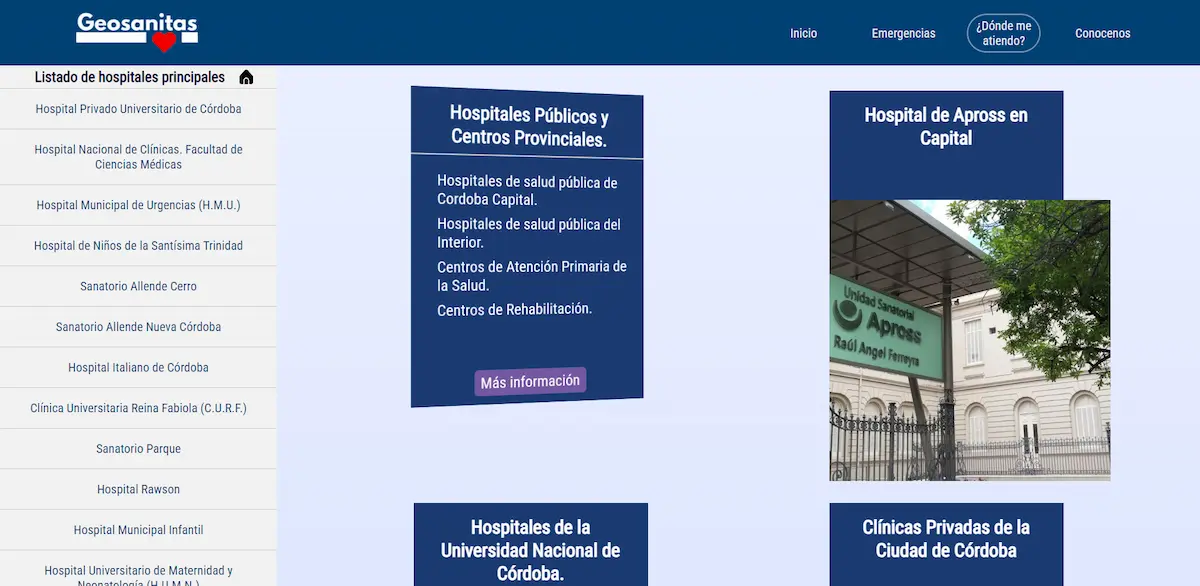 Geosanitas
Inicio
Emergencias
¿Dónde me
atiendo?
Conocenos
Listado de hospitales principales
Hospital Privado Universitario de Córdoba
Hospital Nacional de Clínicas. Facultad de
Ciencias Médicas
Hospital Municipal de Urgencias (H.M.U.)
Hospital de Niños de la Santísima Trinidad
Sanatorio Allende Cerro
Sanatorio Allende Nueva Córdoba
Hospital Italiano de Córdoba
Clínica Universitaria Reina Fabiola (C.U.R.F.)
Sanatorio Parque
Hospital Rawson
Hospital Municipal Infantil
Hospital Universitario de Maternidad y
Neonatología (H.U.M.N.)
Hospitales Públicos y
Centros Provinciales.
Hospitales de salud pública de
Cordoba Capital.
Hospitales de salud pública del
Interior.
Centros de Atención Primaria de
la Salud.
Centros de Rehabilitación.
Más información
Hospital de Apross en
Capital
Unidad Sanatorial
Apross
Raúl Angel Ferreyra
Hospitales de la
Universidad Nacional de
Córdoba.
Clínicas Privadas de la
Ciudad de Córdoba